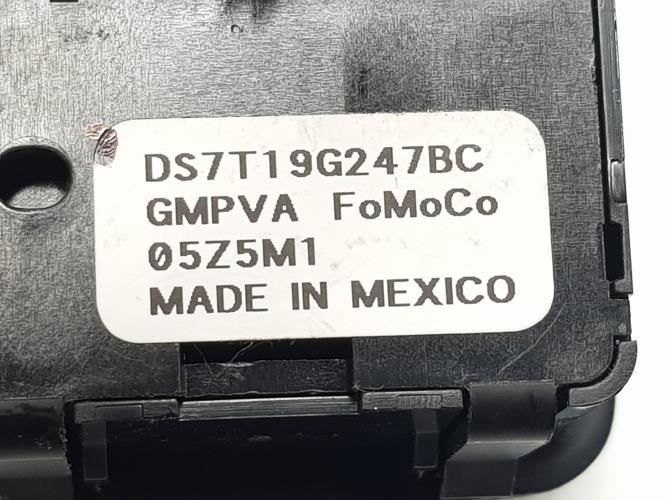 DS7T19G247BC
GMPVA FoMoCo
05Z5M1
MADE IN MEXICO